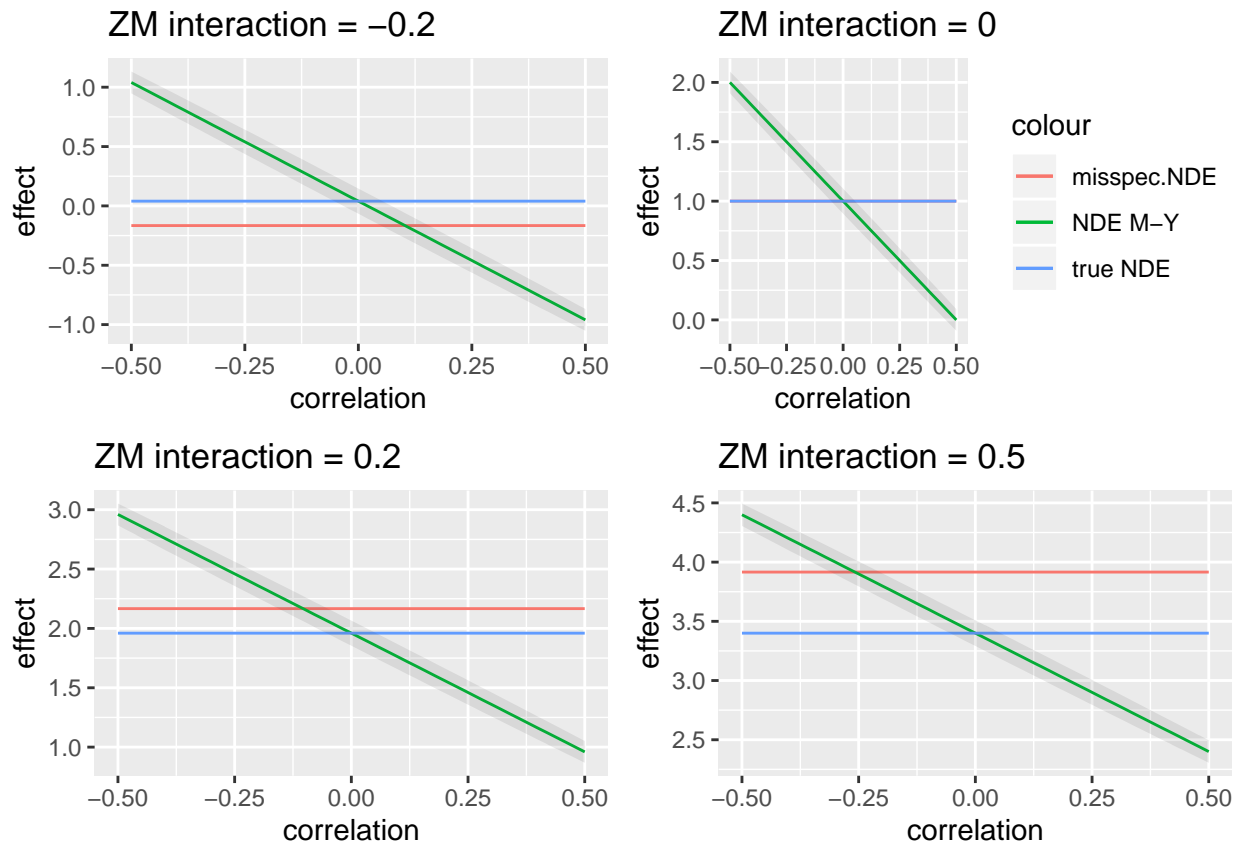 ZM interaction = −0.2
1.0
0.5
0.0
−0.5
−1.0
effect
−0.50 −0.25 0.00 0.25 0.50
correlation
ZM interaction = 0
2.0
1.5
1.0
0.5
0.0
effect
−0.50 −0.25 0.00 0.25 0.50
correlation
colour
misspec.NDE
NDE M−Y
true NDE
ZM interaction = 0.2
3.0
2.5
2.0
1.5
1.0
effect
−0.50 −0.25 0.00 0.25 0.50
correlation
ZM interaction = 0.5
4.5
4.0
3.5
3.0
2.5
effect
−0.50 −0.25 0.00 0.25 0.50
correlation